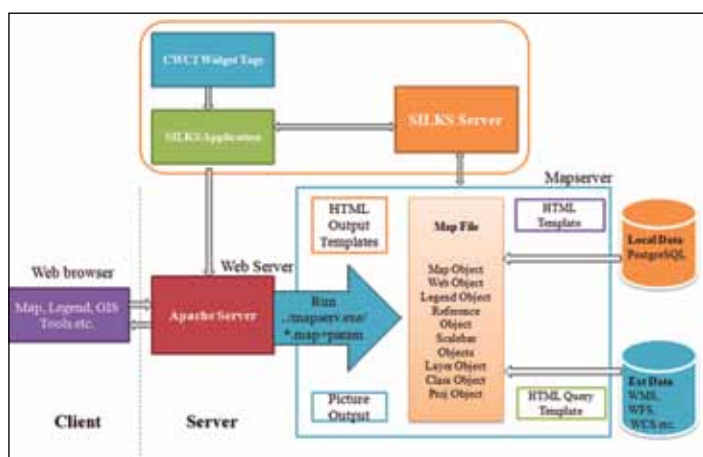 CWC1 Widget Tags
SILKS Application
SILKS Server
Mapserver
HTML
Output
Templates
Map File
Map Object
Web Object
Legend Object
Reference
Object
Scalebar
Objects
Layer Object
Class Object
Proj Object
HTML
Template
Local Data
PostgreSQL
Web browser
Web Server
Map, Legend, GIS
Tools etc.
Apache Server
Run
../mapserv.exe/
*.map+param
Picture
Output
HTML Query
Template
Ext Data
WMS,
WFS,
WCS etc.
Client
Server